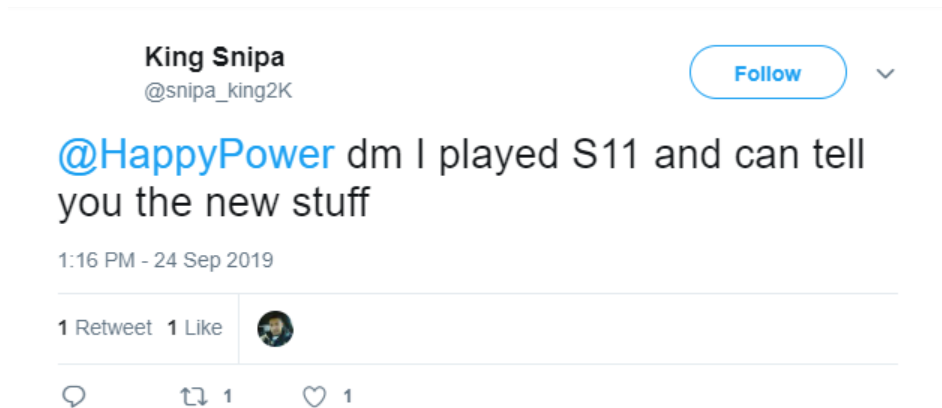 King Snipa
Follow
@snipa_king2K
@HappyPower dm I played S11 and can tell
you the new stuff
1:16 PM - 24 Sep 2019
1 Retweet 1 Like
1 1